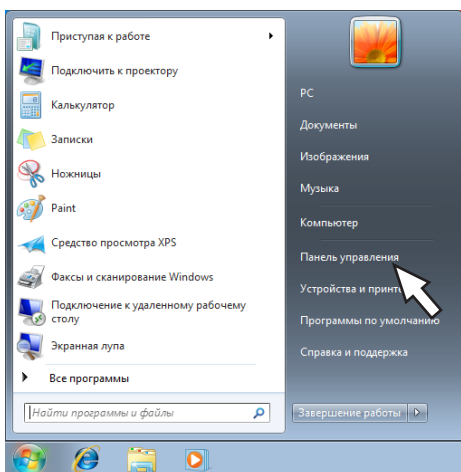 Приступая к работе
Подключить к проектору
Калькулятор
Записки
Ножницы
Paint
Средство просмотра XPS
Факсы и сканирование Windows
Подключение к удаленному рабочему
столу
Экранная лупа
Все программы
Найти программы и файлы
PC
Документы
Изображения
Музыка
Компьютер
Панель управления
Устройства и
Программы по умолчанию
Справка и поддержка
Завершение работы